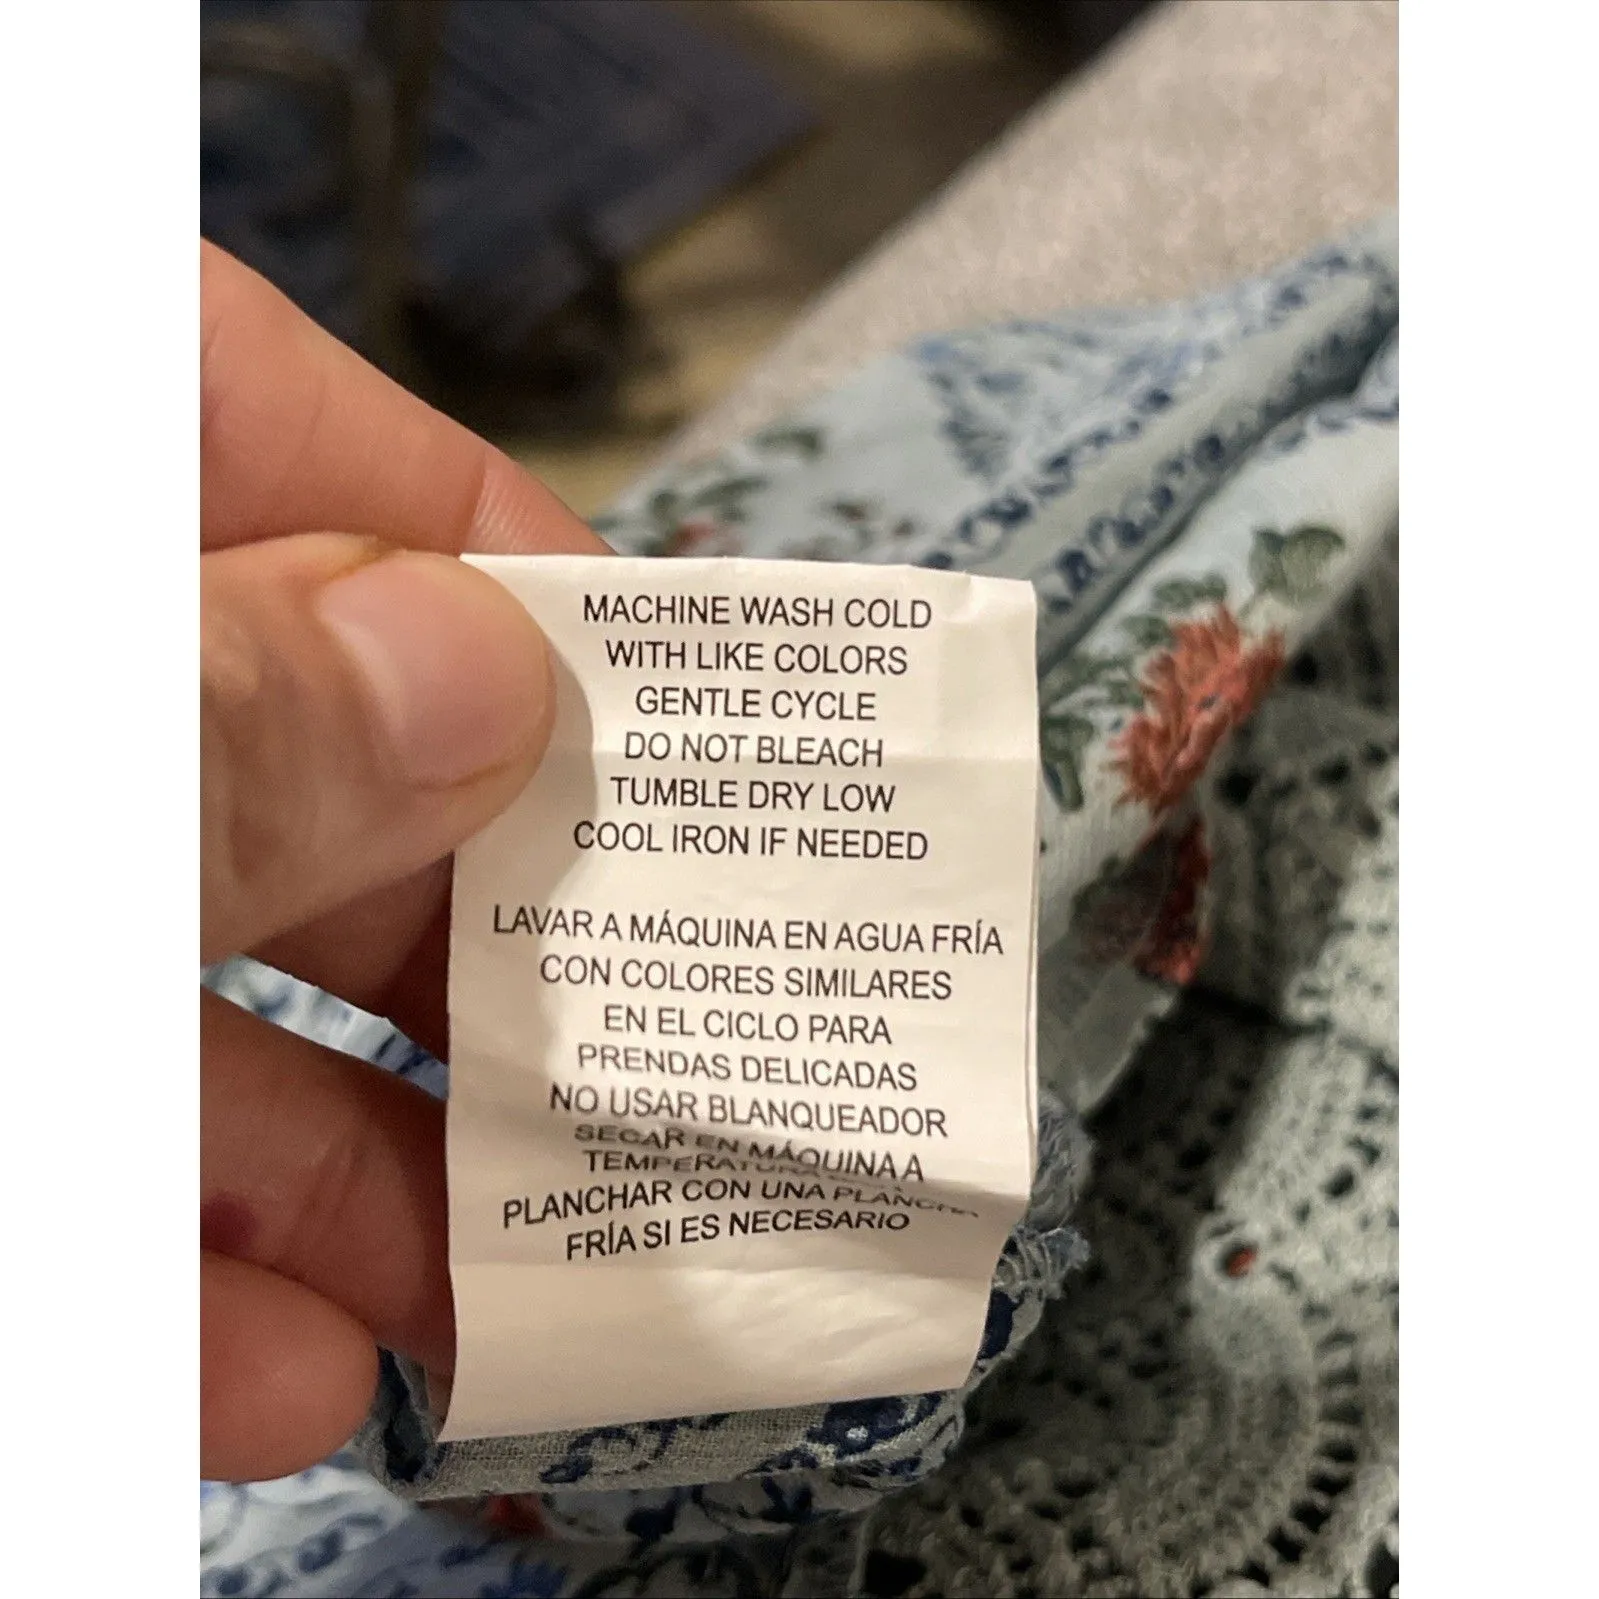 MACHINE WASH COLD
WITH LIKE COLORS
GENTLE CYCLE
DO NOT BLEACH
TUMBLE DRY LOW
COOL IRON IF NEEDED
LAVAR A MÁQUINA EN AGUA FRÍA
CON COLORES SIMILARES
EN EL CICLO PARA
PRENDAS DELICADAS
NO USAR BLANQUEADOR
SECAR EN MÁQUINA A
TEMPERATURA
PLANCHAR CON UNA PLANCHA
FRÍA SI ES NECESARIO